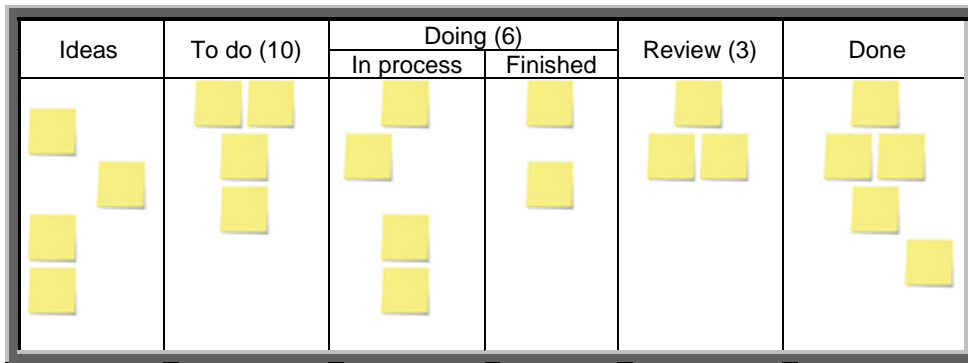 Ideas
To do (10)
Doing (6)
In process
Finished
Review (3)
Done